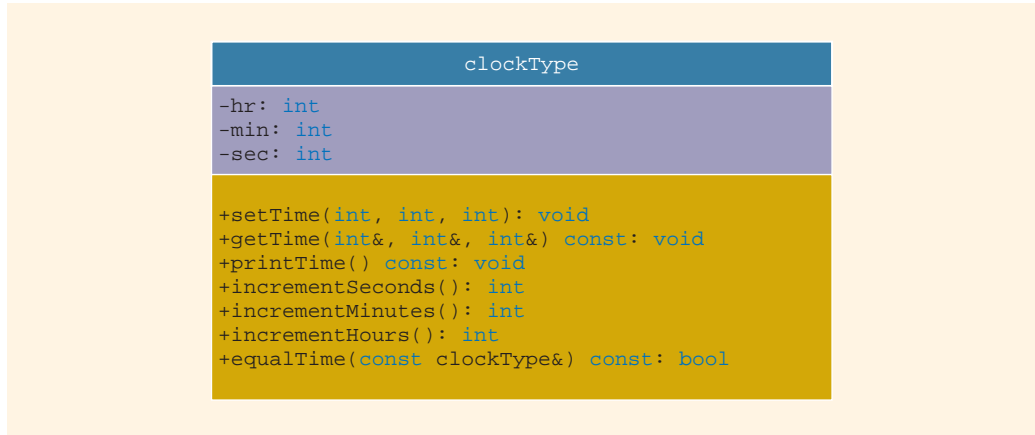 clockType
-hr: int
-min: int
-sec: int
+setTime(int, int, int): void
+getTime(int&, int&, int&) const: void
+printTime() const: void
+incrementSeconds(): int
+incrementMinutes(): int
+incrementHours(): int
+equalTime(const clockType&) const: bool